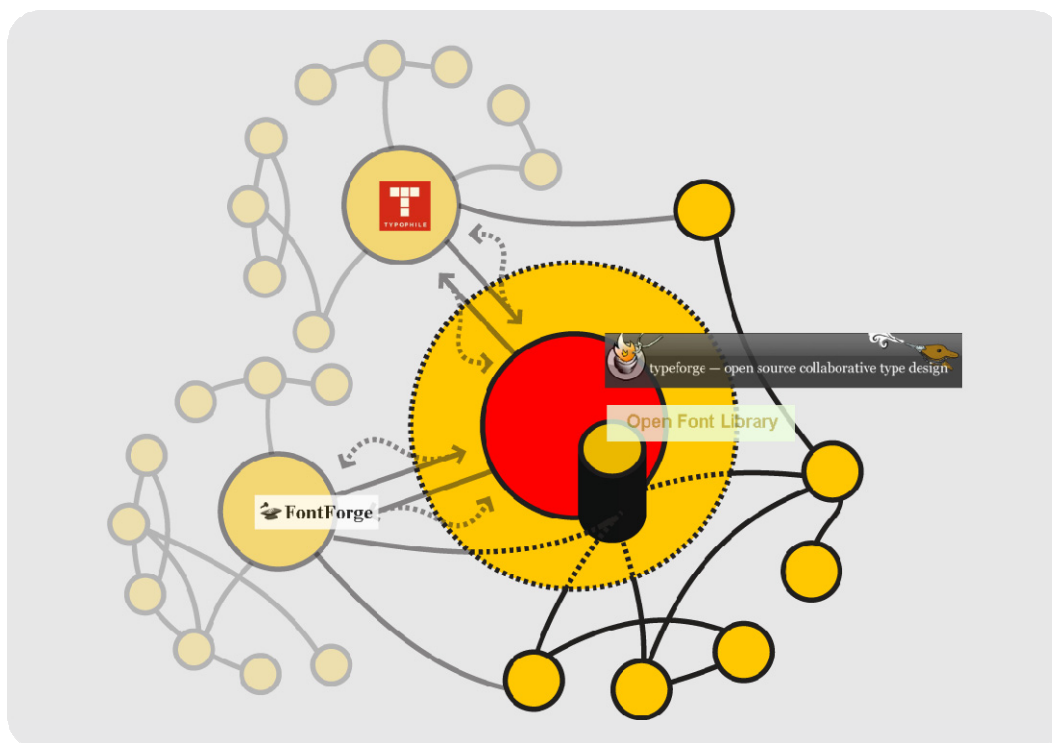 TYPOPHILE
typeforge — open source collaborative type design
Open Font Library
FontForge